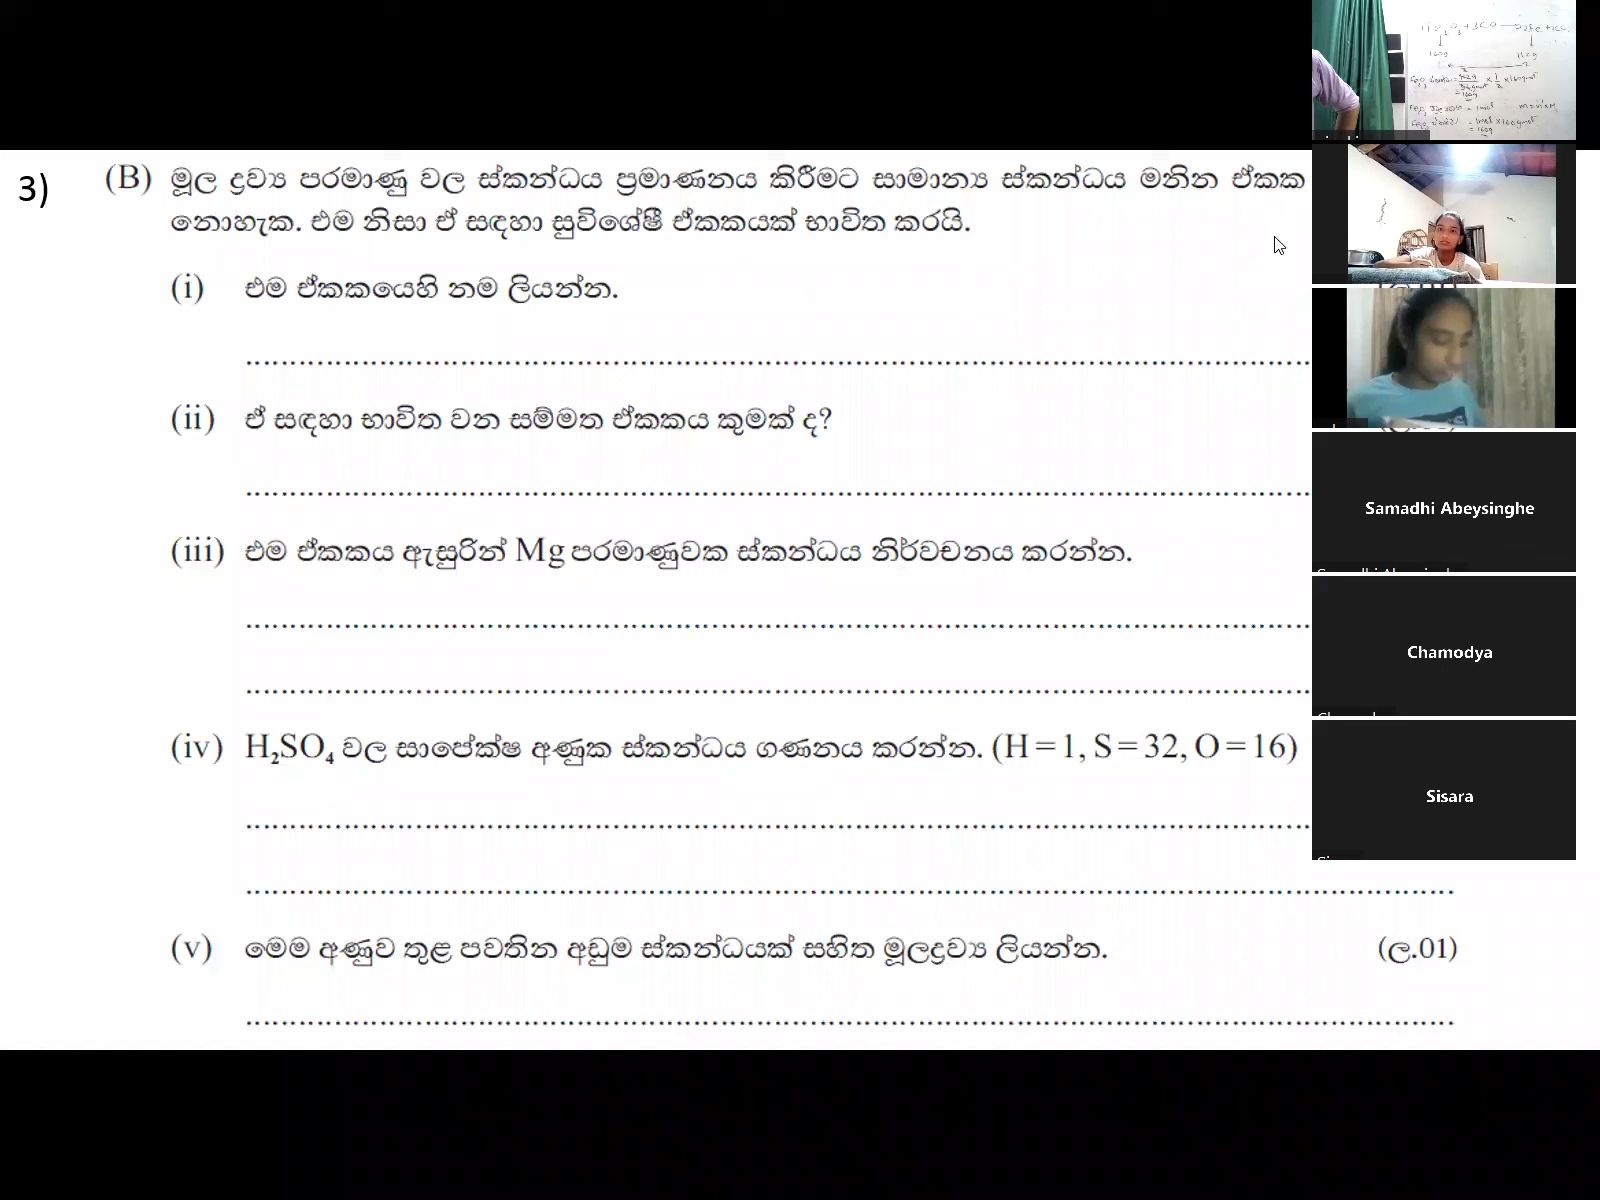 3)
(B) මූල ද්‍රව්‍ය පරමාණු වල ස්කන්ධය ප්‍රමාණනය කිරීමට සාමාන්‍ය ස්කන්ධය මනින ඒකක
නොහැක. එම නිසා ඒ සඳහා සුවිශේෂී ඒකකයක් භාවිත කරයි.
(i) එම ඒකකයෙහි නම ලියන්න.
(ii) ඒ සඳහා භාවිත වන සම්මත ඒකකය කුමක් ද?
(iii) එම ඒකකය ඇසුරින් Mg පරමාණුවක ස්කන්ධය නිර්වචනය කරන්න.
(iv) H₂SO₄ වල සාපේක්ෂ අණුක ස්කන්ධය ගණනය කරන්න. (H = 1, S = 32, O = 16)
(v) මෙම අණුව තුළ පවතින අඩුම ස්කන්ධයක් සහිත මූලද්‍රව්‍ය ලියන්න. (ල.01)
Samadhi Abeysinghe
Chamodya
Sisara